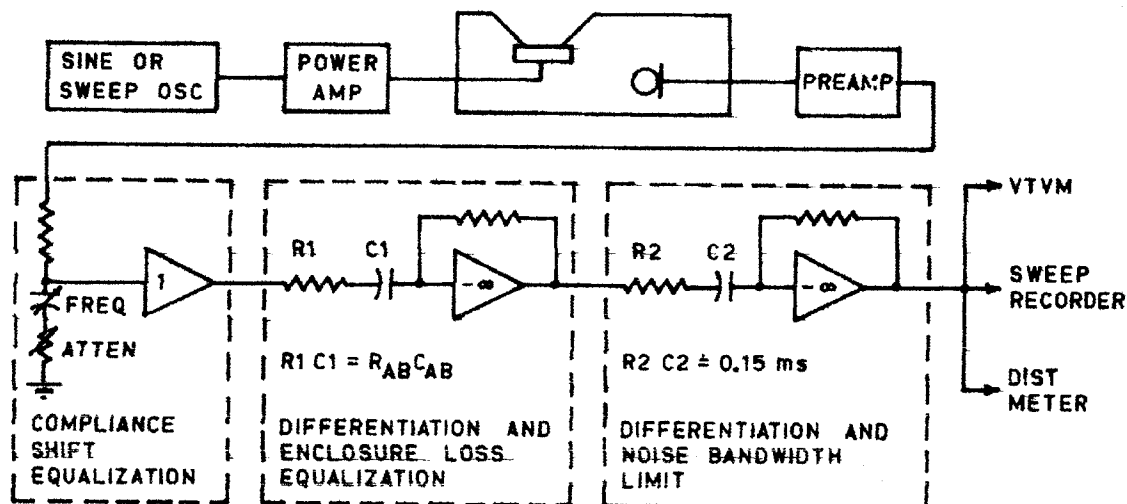 SINE OR
SWEEP OSC
POWER
AMP
PREAMP
FREQ
ATTEN
1
COMPLIANCE
SHIFT
EQUALIZATION
R1 C1
-∞
R1 C1 = RABCAB
DIFFERENTIATION AND
ENCLOSURE LOSS
EQUALIZATION
R2 C2
-∞
R2 C2 ≐ 0.15 ms
DIFFERENTIATION AND
NOISE BANDWIDTH
LIMIT
VTVM
SWEEP
RECORDER
DIST
METER